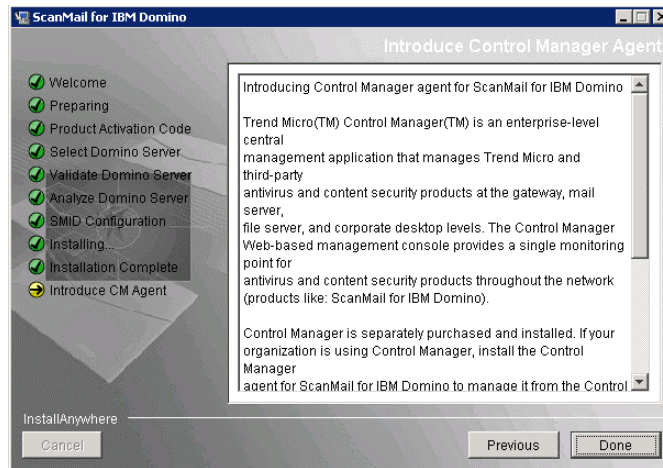 ScanMail for IBM Domino
Introduce Control Manager Agent
Welcome
Preparing
Product Activation Code
Select Domino Server
Validate Domino Server
Analyze Domino Server
SMID Configuration
Installing...
Installation Complete
Introduce CM Agent
Introducing Control Manager agent for ScanMail for IBM Domino
Trend Micro(TM) Control Manager(TM) is an enterprise-level
central
management application that manages Trend Micro and
third-party
antivirus and content security products at the gateway, mail
server,
file server, and corporate desktop levels. The Control Manager
Web-based management console provides a single monitoring
point for
antivirus and content security products throughout the network
(products like: ScanMail for IBM Domino).
Control Manager is separately purchased and installed. If your
organization is using Control Manager, install the Control
Manager
agent for ScanMail for IBM Domino to manage it from the Control
InstallAnywhere
Cancel
Previous
Done